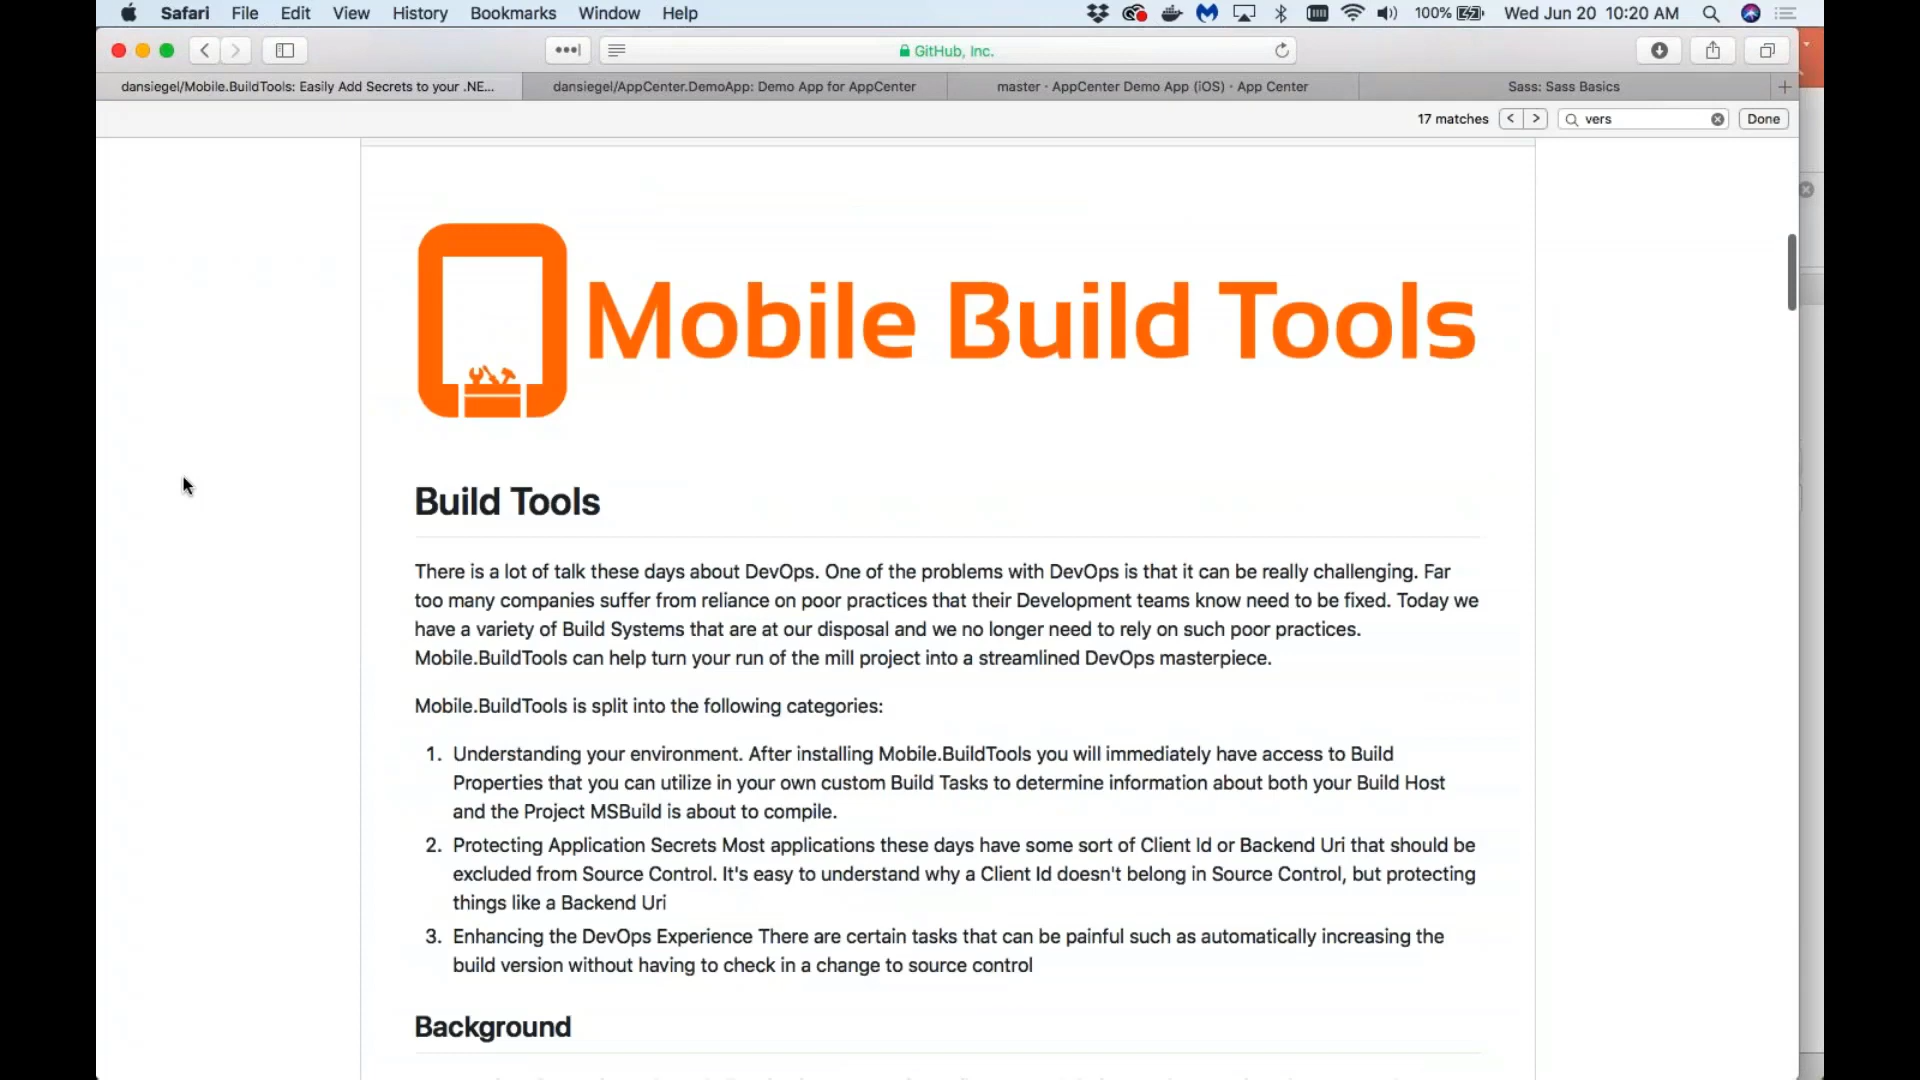 Safari File Edit View History Bookmarks Window Help 100% Wed Jun 20 10:20 AM
GitHub, Inc.
dansiegel/Mobile.BuildTools: Easily Add Secrets to your .NE... dansiegel/AppCenter.DemoApp: Demo App for AppCenter master · AppCenter Demo App (iOS) · App Center Sass: Sass Basics
17 matches vers Done
Mobile Build Tools
Build Tools
There is a lot of talk these days about DevOps. One of the problems with DevOps is that it can be really challenging. Far
too many companies suffer from reliance on poor practices that their Development teams know need to be fixed. Today we
have a variety of Build Systems that are at our disposal and we no longer need to rely on such poor practices.
Mobile.BuildTools can help turn your run of the mill project into a streamlined DevOps masterpiece.
Mobile.BuildTools is split into the following categories:
1. Understanding your environment. After installing Mobile.BuildTools you will immediately have access to Build
Properties that you can utilize in your own custom Build Tasks to determine information about both your Build Host
and the Project MSBuild is about to compile.
2. Protecting Application Secrets Most applications these days have some sort of Client Id or Backend Uri that should be
excluded from Source Control. It's easy to understand why a Client Id doesn't belong in Source Control, but protecting
things like a Backend Uri
3. Enhancing the DevOps Experience There are certain tasks that can be painful such as automatically increasing the
build version without having to check in a change to source control
Background